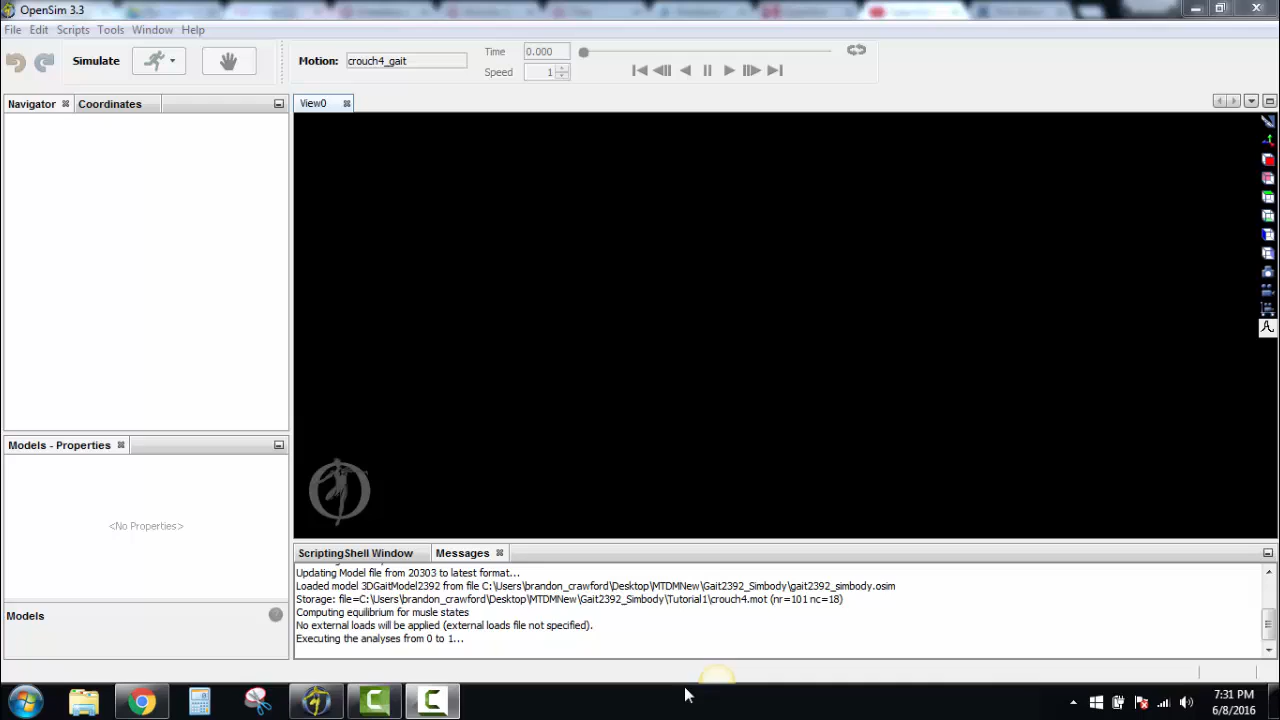 OpenSim 3.3
File Edit Scripts Tools Window Help
Simulate
Motion: crouch4_gait
Time 0.000
Speed 1
Navigator Coordinates
View0
Models - Properties
<No Properties>
Models
ScriptingShell Window Messages
Updating Model file from 20303 to latest format...
Loaded model 3DGaitModel2392 from file C:\Users\brandon_crawford\Desktop\MTDMNew\Gait2392_Simbody\gait2392_simbody.osim
Storage: file=C:\Users\brandon_crawford\Desktop\MTDMNew\Gait2392_Simbody\Tutorial1\crouch4.mot (nr=101 nc=18)
Computing equilibrium for musle states
No external loads will be applied (external loads file not specified).
Executing the analyses from 0 to 1...
7:31 PM
6/8/2016